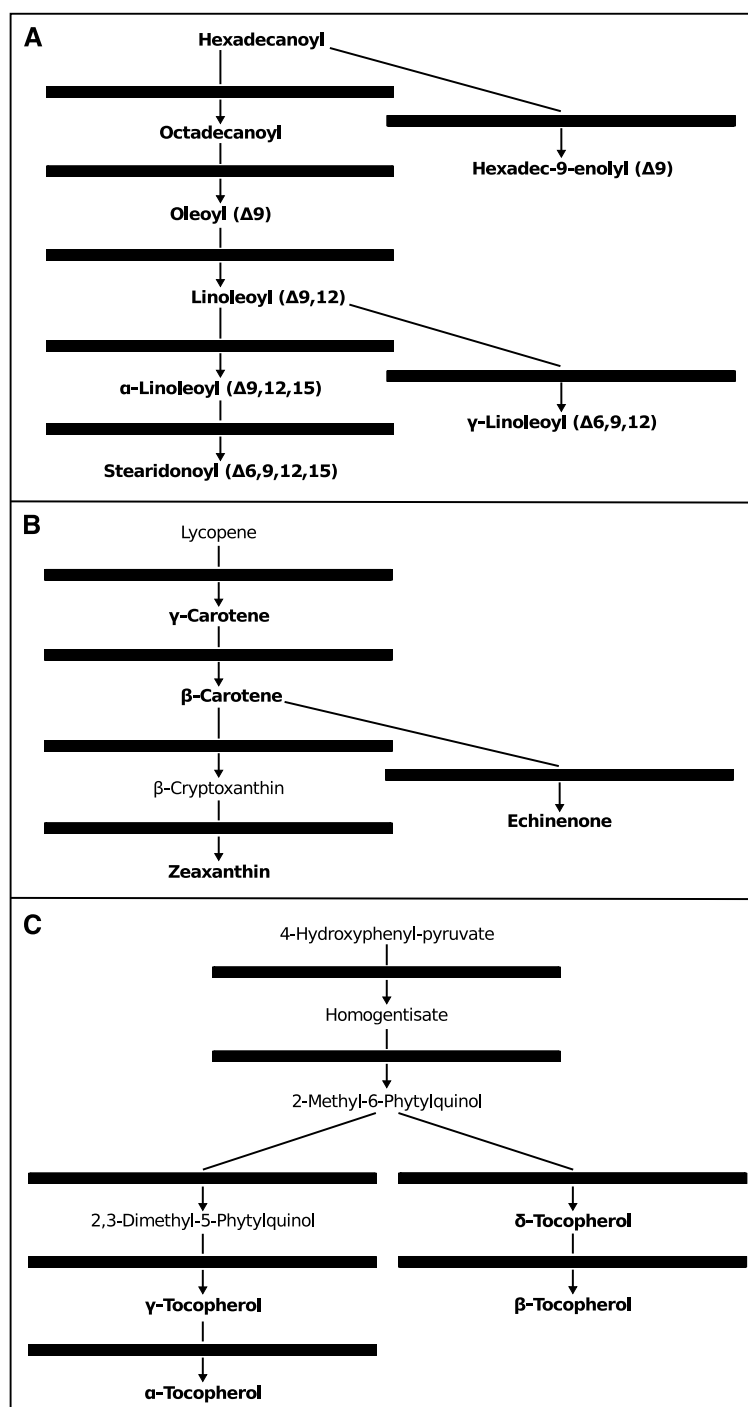 A
Hexadecanoyl
Octadecanoyl
Hexadec-9-enolyl (Δ9)
Oleoyl (Δ9)
Linoleoyl (Δ9,12)
α-Linoleoyl (Δ9,12,15)
γ-Linoleoyl (Δ6,9,12)
Stearidonoyl (Δ6,9,12,15)
B
Lycopene
γ-Carotene
β-Carotene
β-Cryptoxanthin
Echinenone
Zeaxanthin
C
4-Hydroxyphenyl-pyruvate
Homogentisate
2-Methyl-6-Phytylquinol
2,3-Dimethyl-5-Phytylquinol
δ-Tocopherol
γ-Tocopherol
β-Tocopherol
α-Tocopherol